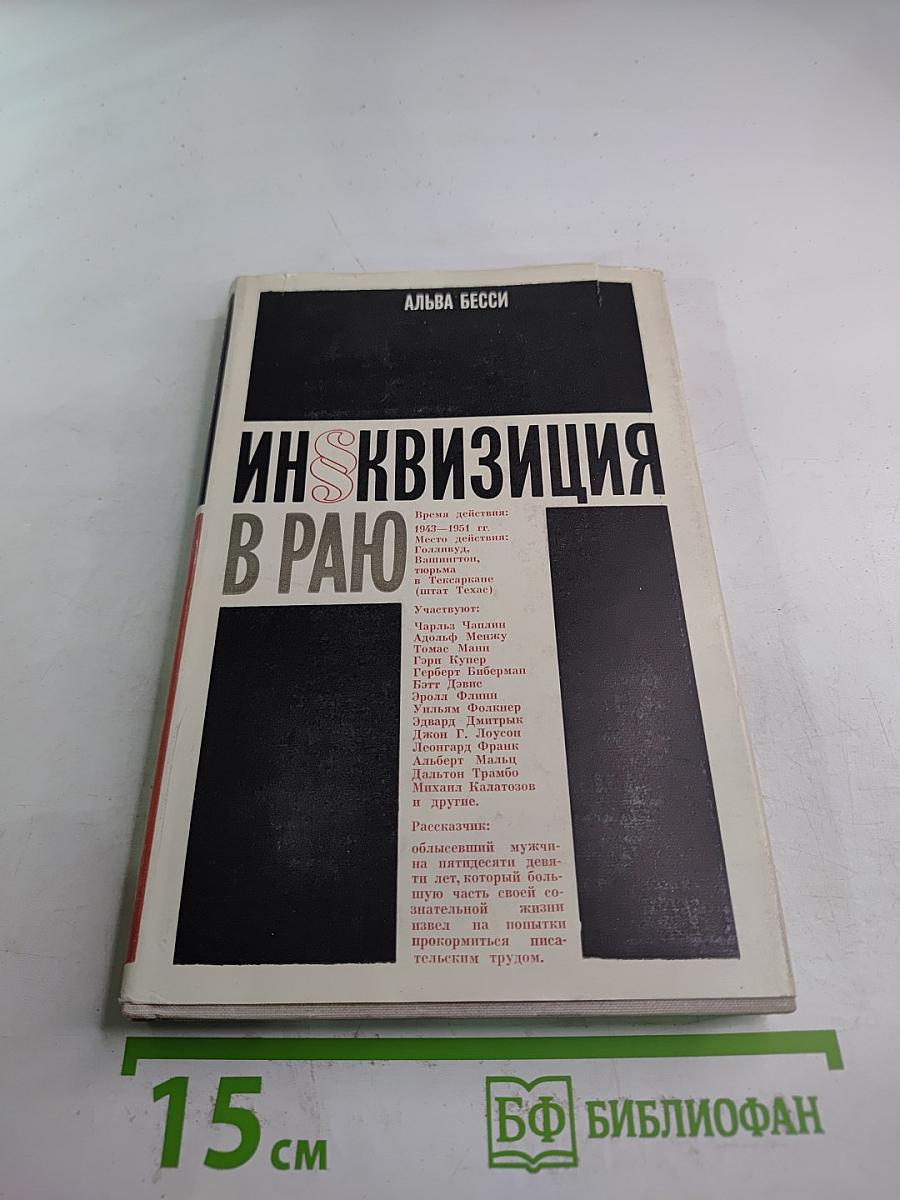 АЛЬВА БЕССИ
ИН§КВИЗИЦИЯ
В РАЮ
Время действия:
1943—1951 гг.
Место действия:
Голливуд,
Вашингтон,
тюрьма
в Тексаркане
(штат Техас)
Участвуют:
Чарльз Чаплин
Адольф Менжу
Томас Манн
Гэри Купер
Герберт Биберман
Бэтт Дэвис
Эролл Флинн
Уильям Фолкнер
Эдвард Дмитрык
Джон Г. Лоусон
Леонгард Франк
Альберт Мальц
Дальтон Трамбо
Михаил Калатозов
и другие.
Рассказчик:
облысевший мужчи-
на пятидесяти девя-
ти лет, который боль-
шую часть своей со-
знательной жизни
извел на попытки
прокормиться писа-
тельским трудом.
15 см
БФ БИБЛИОФАН